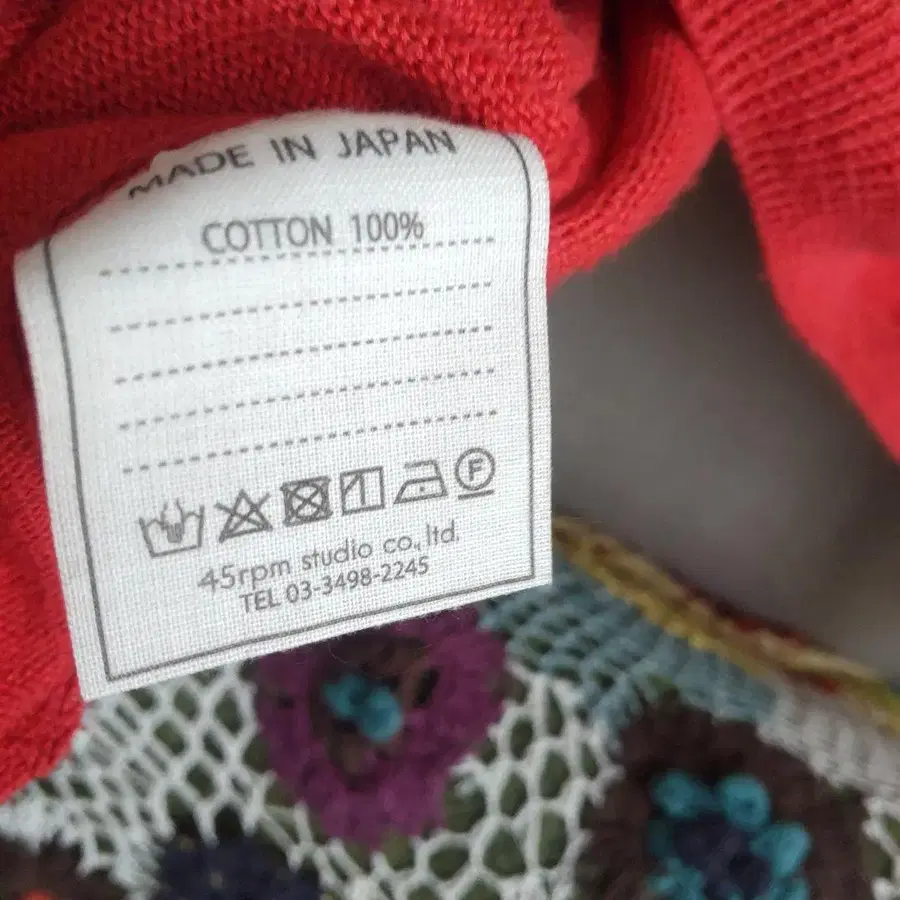 MADE IN JAPAN
COTTON 100%
F
45rpm studio co.,ltd.
TEL 03-3498-2245